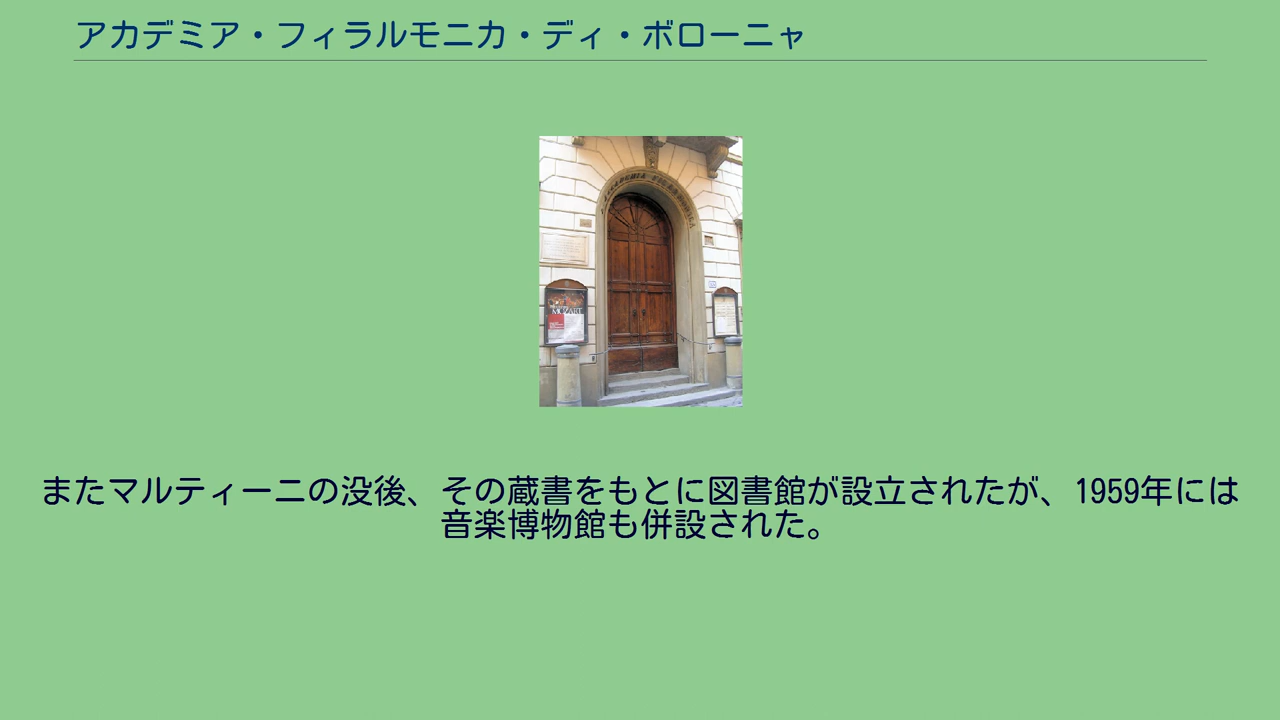 アカデミア・フィラルモニカ・ディ・ボローニャ
またマルティーニの没後、その蔵書をもとに図書館が設立されたが、1959年には
音楽博物館も併設された。